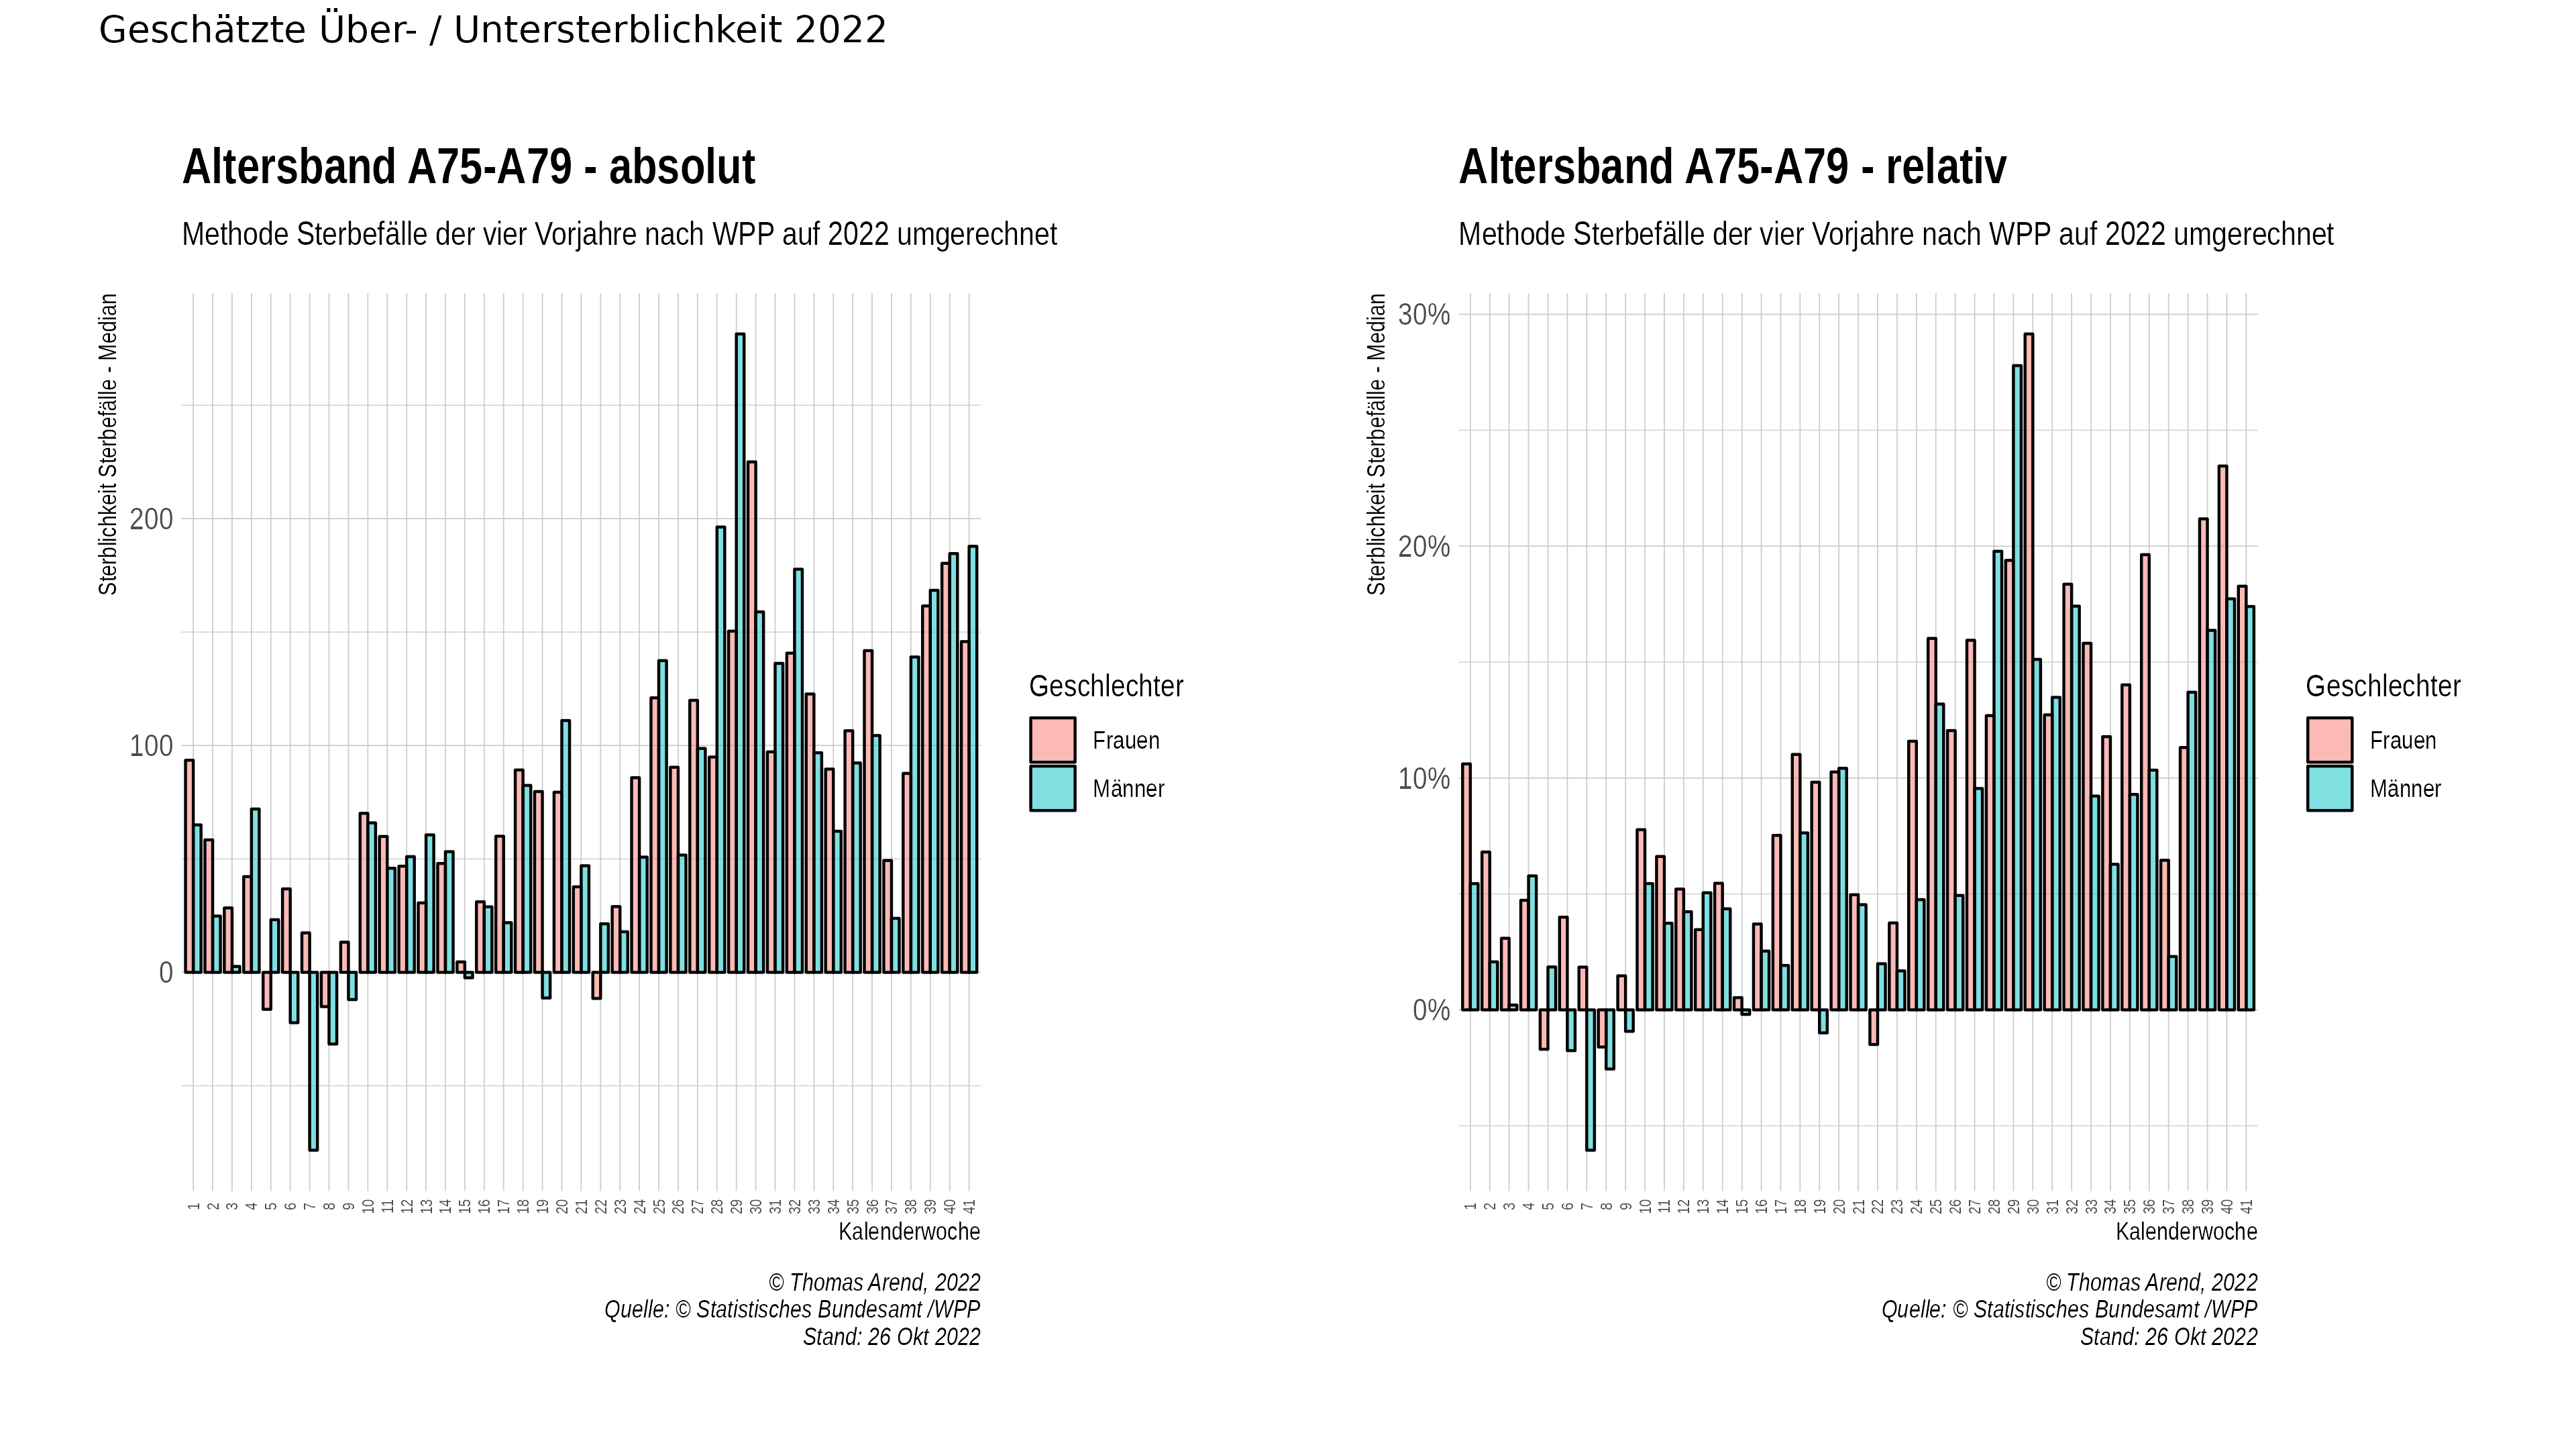 Geschätzte Über- / Untersterblichkeit 2022
Altersband A75-A79 - absolut
Methode Sterbefälle der vier Vorjahre nach WPP auf 2022 umgerechnet
Sterblichkeit Sterbefälle - Median
200
100
0
1 2 3 4 5 6 7 8 9 10 11 12 13 14 15 16 17 18 19 20 21 22 23 24 25 26 27 28 29 30 31 32 33 34 35 36 37 38 39 40 41
Kalenderwoche
Geschlechter
Frauen
Männer
© Thomas Arend, 2022
Quelle: © Statistisches Bundesamt /WPP
Stand: 26 Okt 2022
Altersband A75-A79 - relativ
Methode Sterbefälle der vier Vorjahre nach WPP auf 2022 umgerechnet
Sterblichkeit Sterbefälle - Median
30%
20%
10%
0%
1 2 3 4 5 6 7 8 9 10 11 12 13 14 15 16 17 18 19 20 21 22 23 24 25 26 27 28 29 30 31 32 33 34 35 36 37 38 39 40 41
Kalenderwoche
Geschlechter
Frauen
Männer
© Thomas Arend, 2022
Quelle: © Statistisches Bundesamt /WPP
Stand: 26 Okt 2022